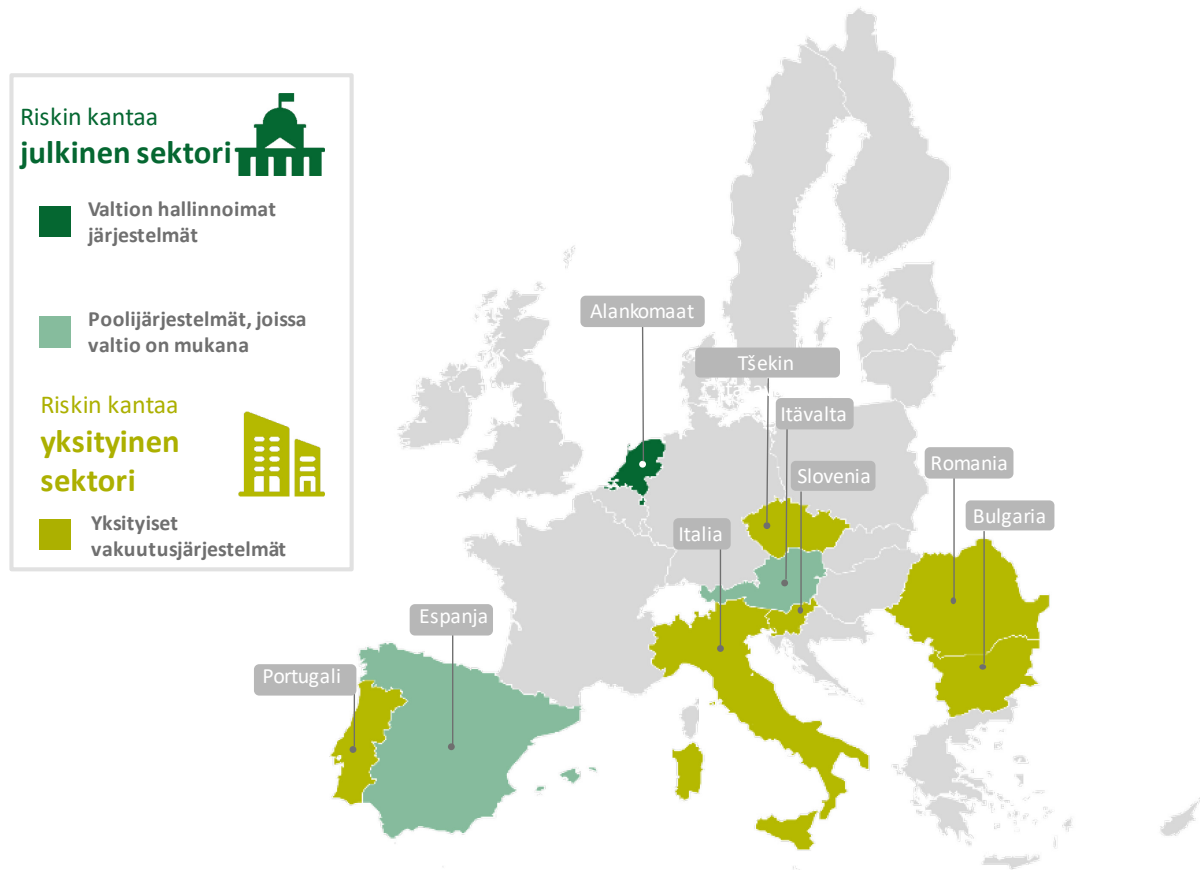 Riskin kantaa
julkinen sektori
Valtion hallinnoimat
järjestelmät
Poolijärjestelmät, joissa
valtio on mukana
Riskin kantaa
yksityinen
sektori
Yksityiset
vakuutusjärjestelmät
Alankomaat
Tšekin
Itävalta
Slovenia
Romania
Bulgaria
Italia
Espanja
Portugali